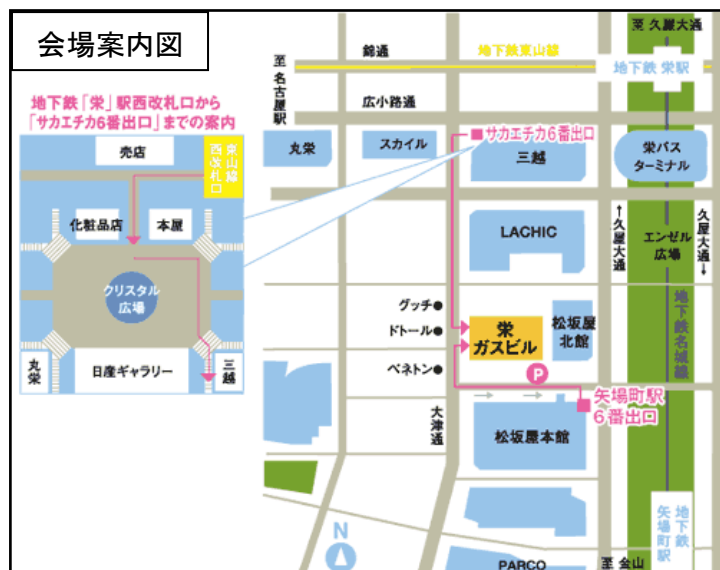 会場案内図
地下鉄「栄」駅西改札口から
「サカエチカ6番出口」までの案内
売店
東山線
西改札口
化粧品店
本屋
クリスタル
広場
丸栄
日産ギャラリー
三越
至 久屋大通
錦通
地下鉄東山線
地下鉄 栄駅
至 名古屋駅
広小路通
サカエチカ6番出口
丸栄
スカイル
三越
栄バス
ターミナル
LACHIC
↑久屋大通
エンゼル
広場
久屋大通↓
グッチ●
ドトール●
ベネトン●
栄
ガスビル
松坂屋
北館
地下鉄名城線
P
矢場町駅
6番出口
大津通
→
→
松坂屋本館
N
PARCO
至 金山
地下鉄
矢場町駅